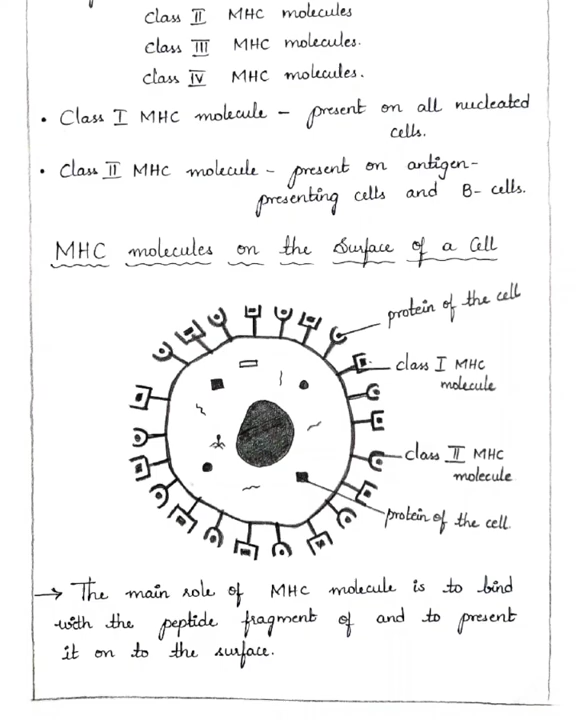 Class II MHC molecules
Class III MHC molecules.
Class IV MHC molecules.
• Class I MHC molecule - present on all nucleated
cells.
• Class II MHC molecule - present on antigen-
presenting cells and B- cells.
MHC molecules on the Surface of a Cell
protein of the cell
class I MHC
molecule
class II MHC
molecule
protein of the cell
→ The main role of MHC molecule is to bind
with the peptide fragment of and to present
it on to the surface.